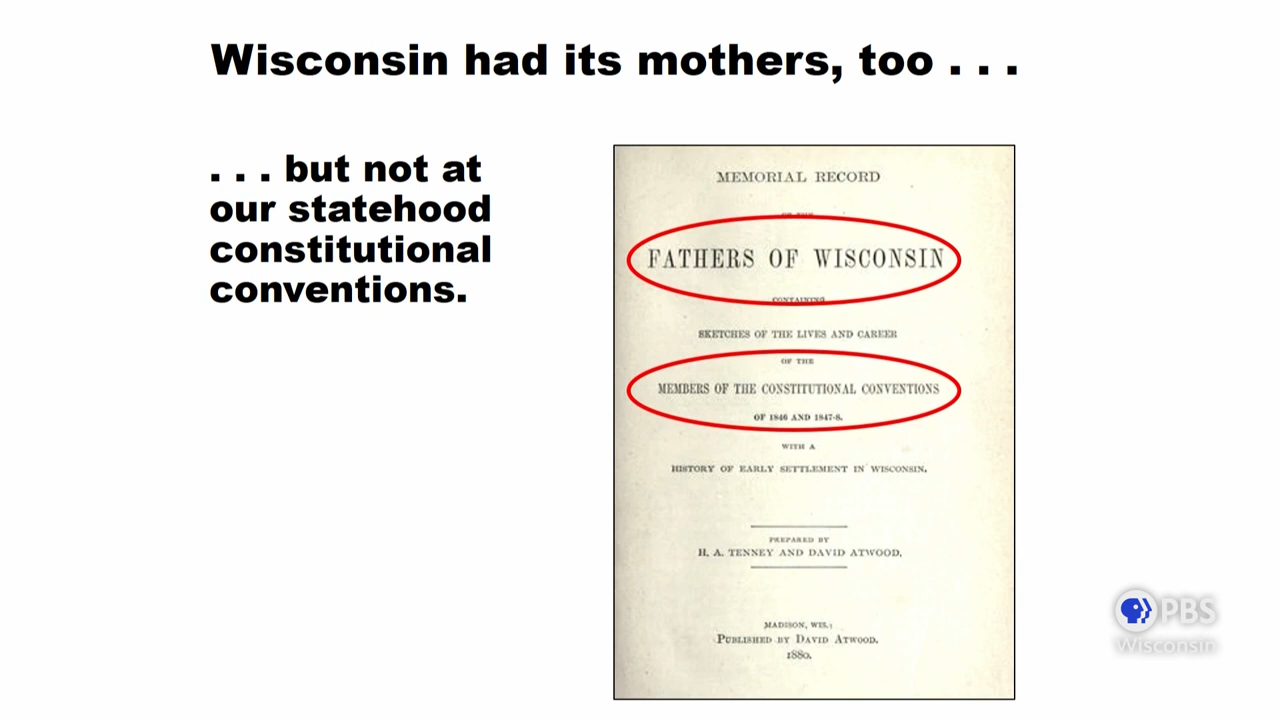 Wisconsin had its mothers, too . . .
. . . but not at
our statehood
constitutional
conventions.
MEMORIAL RECORD
OF THE
FATHERS OF WISCONSIN
CONTAINING
SKETCHES OF THE LIVES AND CAREER
OF THE
MEMBERS OF THE CONSTITUTIONAL CONVENTIONS
OF 1846 AND 1847-8.
WITH A
HISTORY OF EARLY SETTLEMENT IN WISCONSIN.
PREPARED BY
H. A. TENNEY AND DAVID ATWOOD.
MADISON, WIS.:
PUBLISHED BY DAVID ATWOOD.
1880.
PBS
Wisconsin